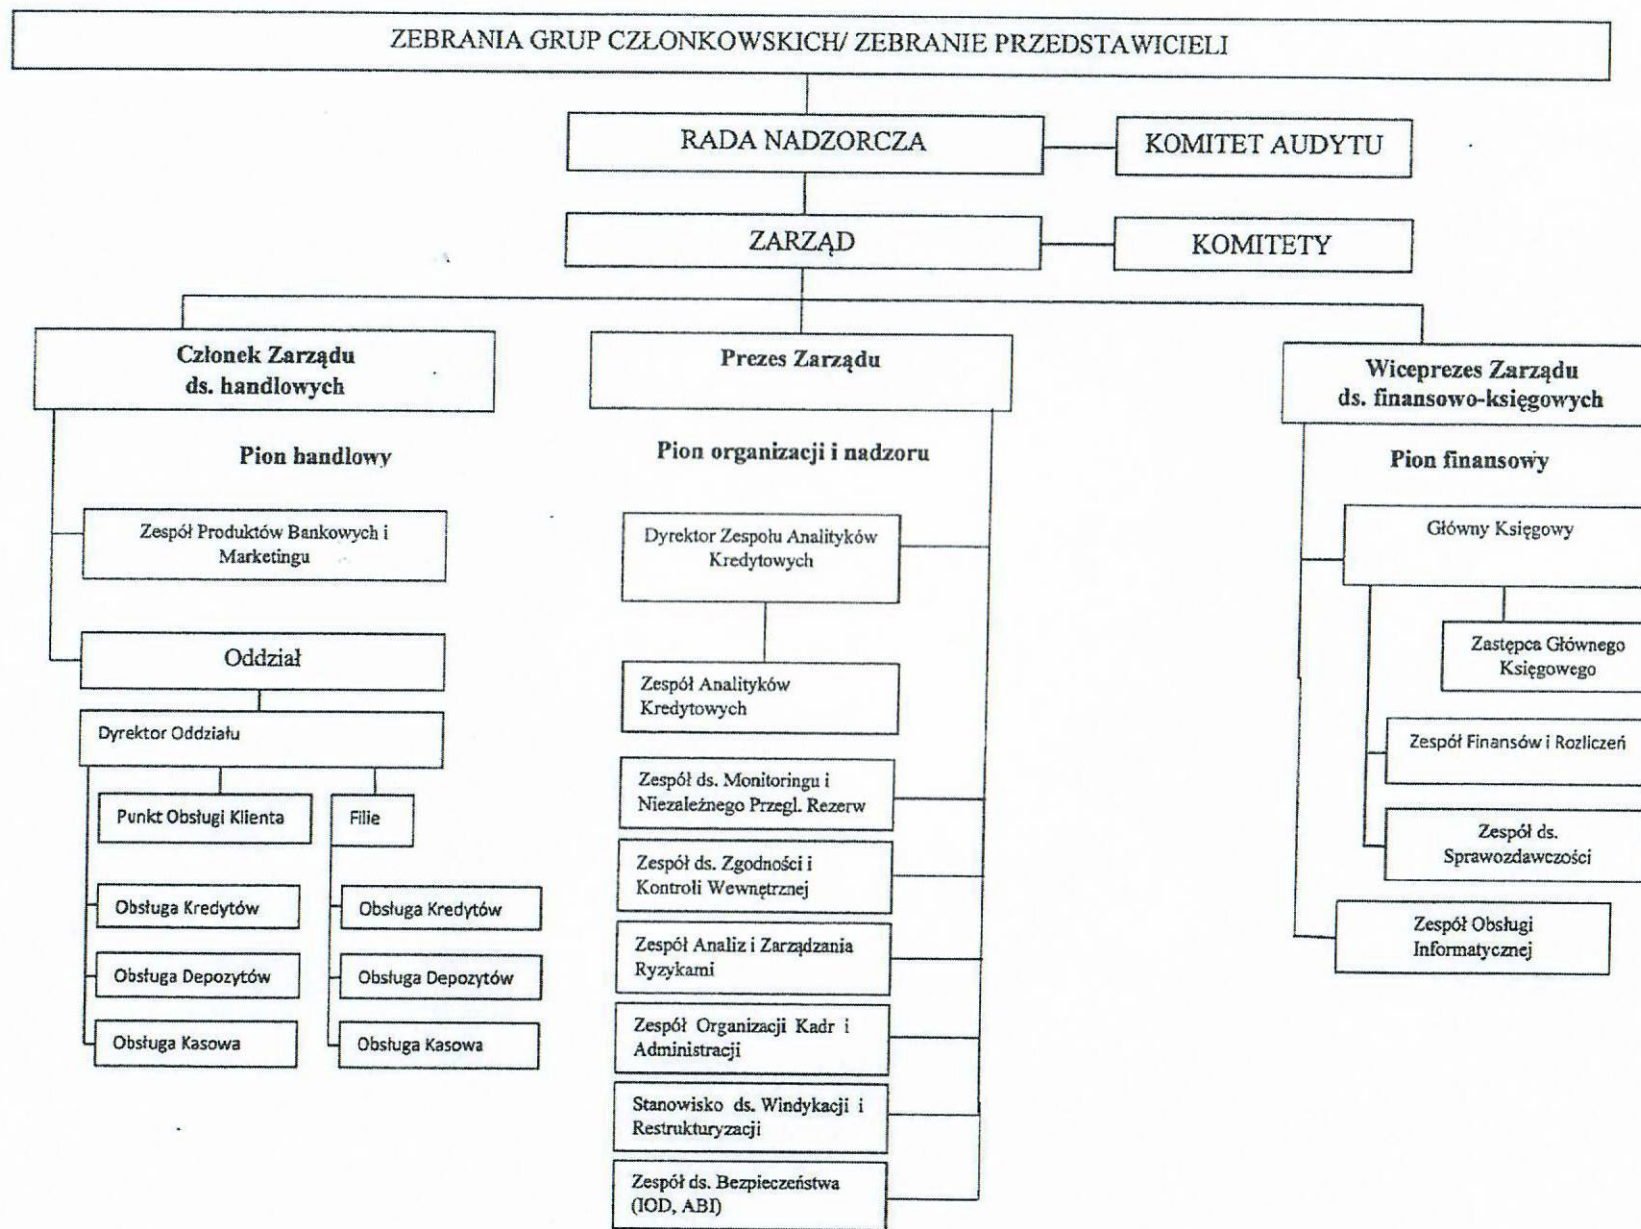 ZEBRANIA GRUP CZŁONKOWSKICH/ ZEBRANIE PRZEDSTAWICIELI
RADA NADZORCZA
KOMITET AUDYTU
ZARZĄD
KOMITETY
Członek Zarządu
ds. handlowych
Pion handlowy
Zespół Produktów Bankowych i
Marketingu
Oddział
Dyrektor Oddziału
Punkt Obsługi Klienta
Filie
Obsługa Kredytów
Obsługa Kredytów
Obsługa Depozytów
Obsługa Depozytów
Obsługa Kasowa
Obsługa Kasowa
Prezes Zarządu
Pion organizacji i nadzoru
Dyrektor Zespołu Analityków
Kredytowych
Zespół Analityków
Kredytowych
Zespół ds. Monitoringu i
Niezależnego Przegl. Rezerw
Zespół ds. Zgodności i
Kontroli Wewnętrznej
Zespół Analiz i Zarządzania
Ryzykami
Zespół Organizacji Kadr i
Administracji
Stanowisko ds. Windykacji i
Restrukturyzacji
Zespół ds. Bezpieczeństwa
(IOD, ABI)
Wiceprezes Zarządu
ds. finansowo-księgowych
Pion finansowy
Główny Księgowy
Zastępca Głównego
Księgowego
Zespół Finansów i Rozliczeń
Zespół ds.
Sprawozdawczości
Zespół Obsługi
Informatycznej